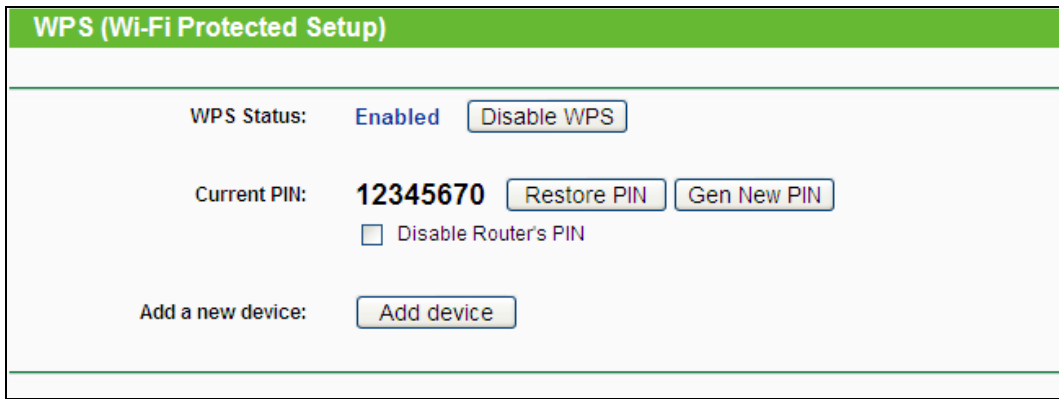 WPS (Wi-Fi Protected Setup)
WPS Status: Enabled Disable WPS
Current PIN: 12345670 Restore PIN Gen New PIN
Disable Router's PIN
Add a new device: Add device